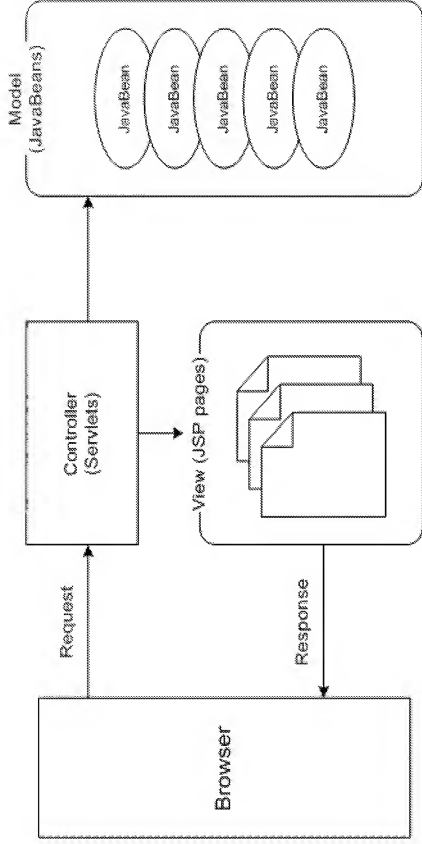 Browser
Request
Response
Controller
(Servlets)
View (JSP pages)
Model
(JavaBeans)
JavaBean
JavaBean
JavaBean
JavaBean
JavaBean